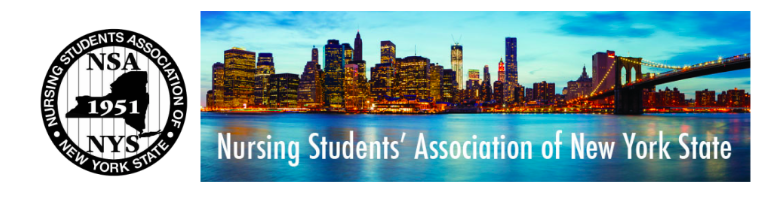 NURSING STUDENTS ASSOCIATION OF
NSA
1951
NYS
• NEW YORK STATE •
Nursing Students' Association of New York State